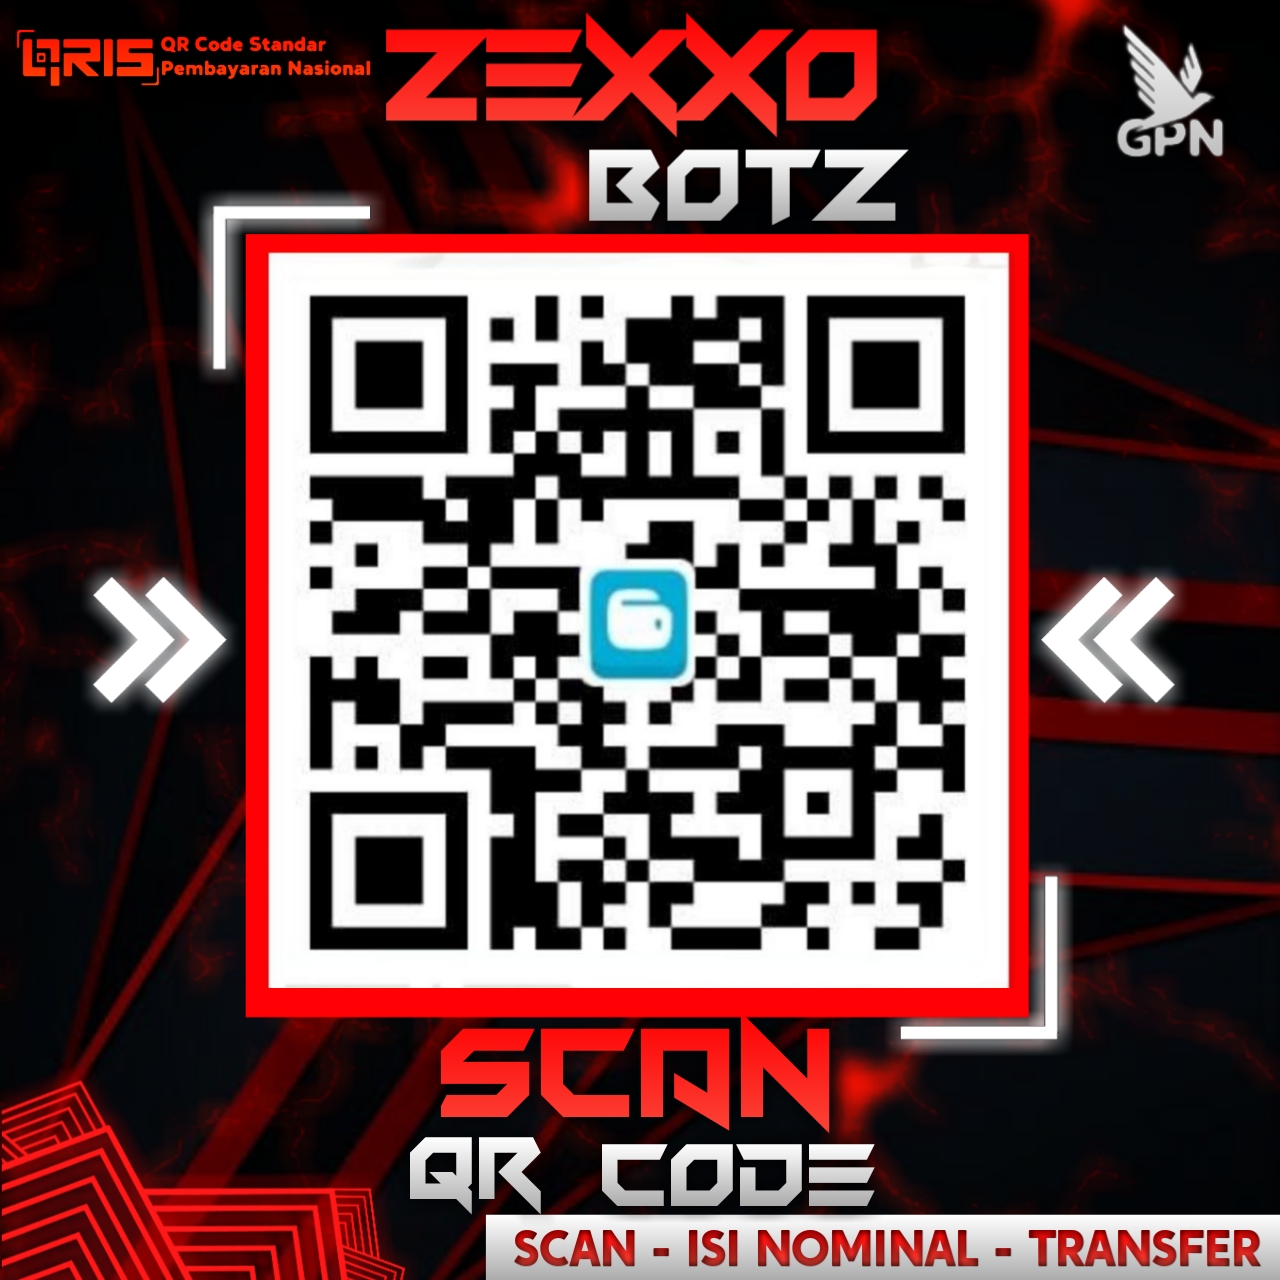 QRIS
QR Code Standar
Pembayaran Nasional
ZEXXO
BOTZ
GPN
SCAN
QR CODE
SCAN - ISI NOMINAL - TRANSFER